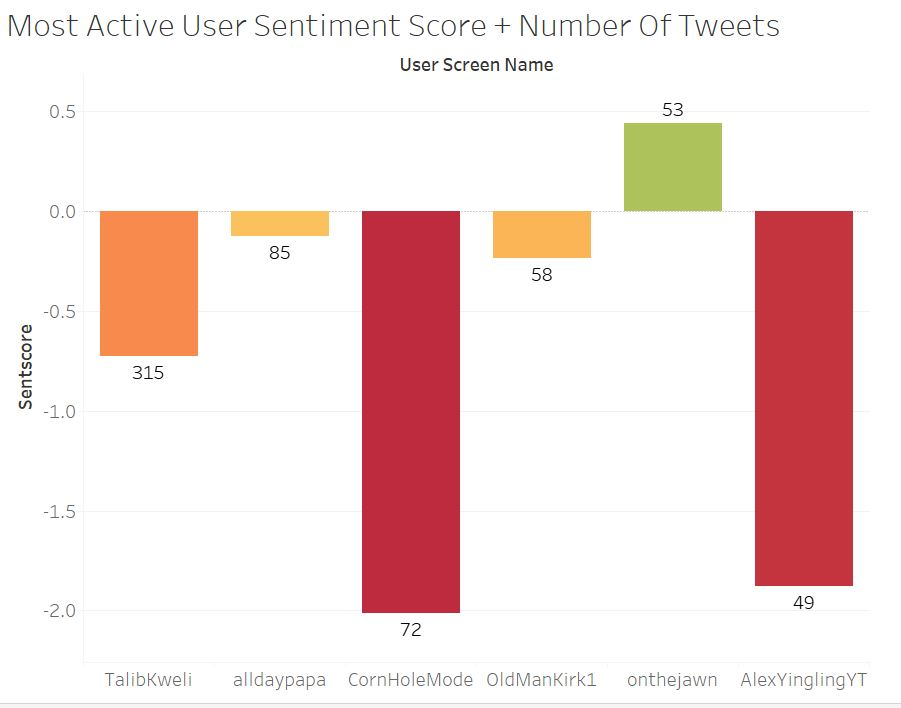 Most Active User Sentiment Score + Number Of Tweets
User Screen Name
Sentscore
0.5
0.0
-0.5
-1.0
-1.5
-2.0
315
85
72
58
53
49
TalibKweli
alldaypapa
CornHoleMode
OldManKirk1
onthejawn
AlexYinglingYT